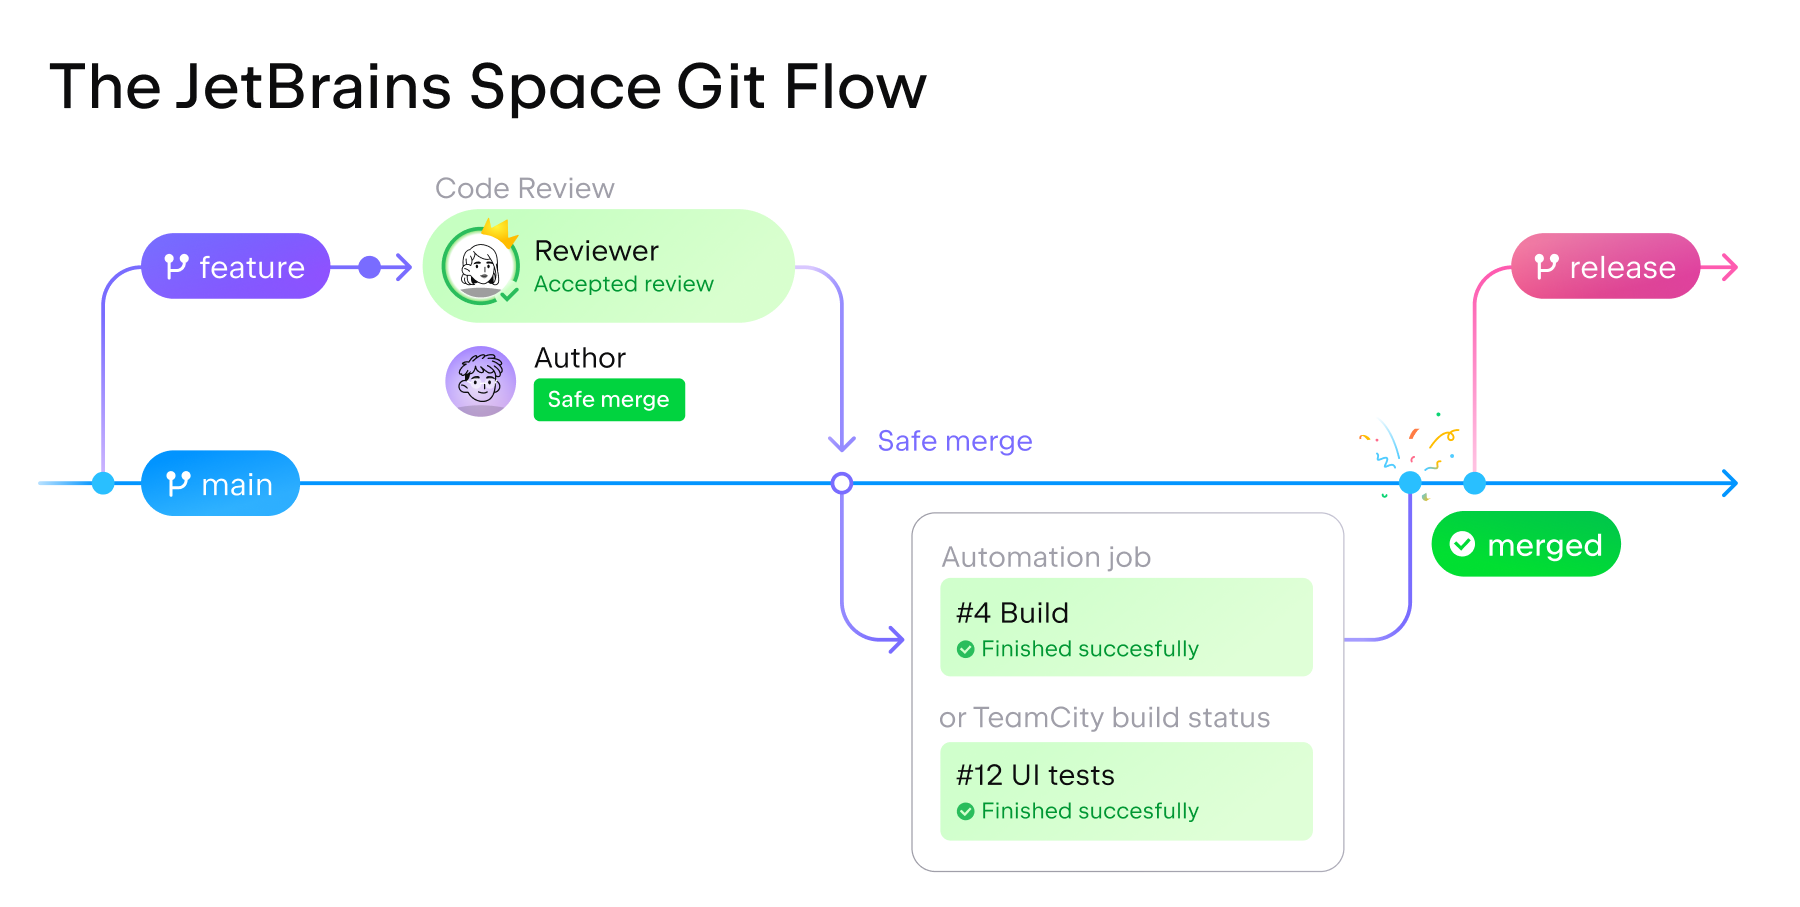 The JetBrains Space Git Flow
Code Review
feature
Reviewer
Accepted review
Author
Safe merge
release
Safe merge
main
merged
Automation job
#4 Build
Finished succesfully
or TeamCity build status
#12 UI tests
Finished succesfully